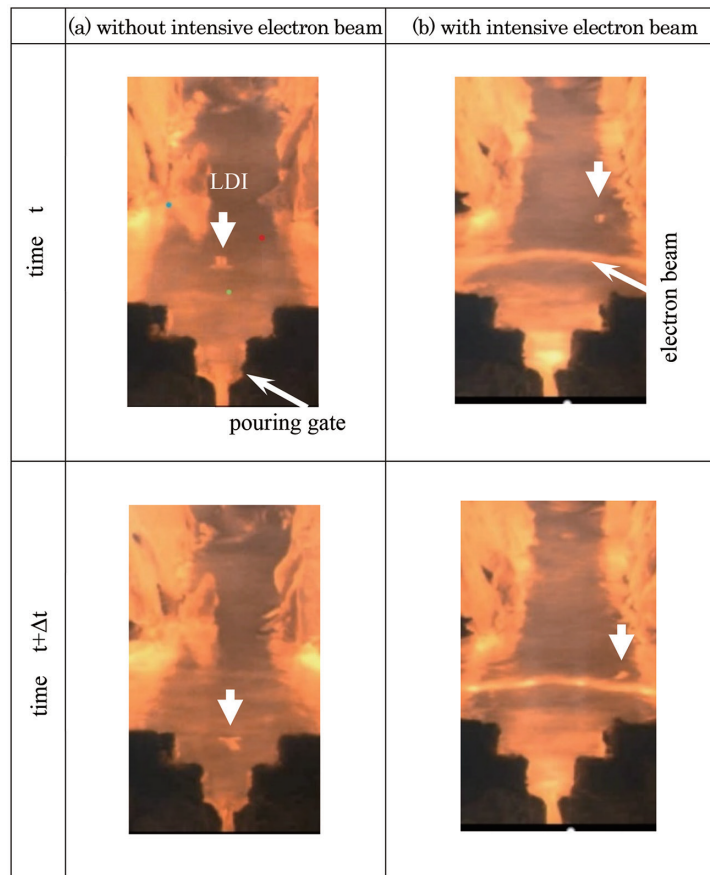 (a) without intensive electron beam
(b) with intensive electron beam
time t
LDI
pouring gate
electron beam
time t+Δt